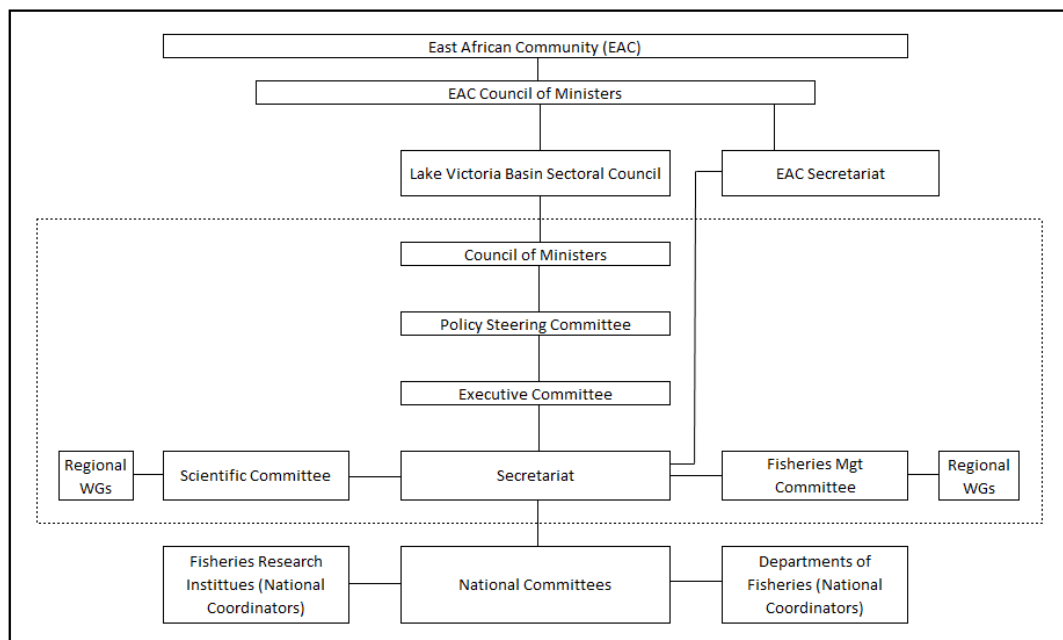 East African Community (EAC)
EAC Council of Ministers
Lake Victoria Basin Sectoral Council
EAC Secretariat
Council of Ministers
Policy Steering Committee
Executive Committee
Regional
WGs
Scientific Committee
Secretariat
Fisheries Mgt
Committee
Regional
WGs
Fisheries Research
Instittues (National
Coordinators)
National Committees
Departments of
Fisheries (National
Coordinators)